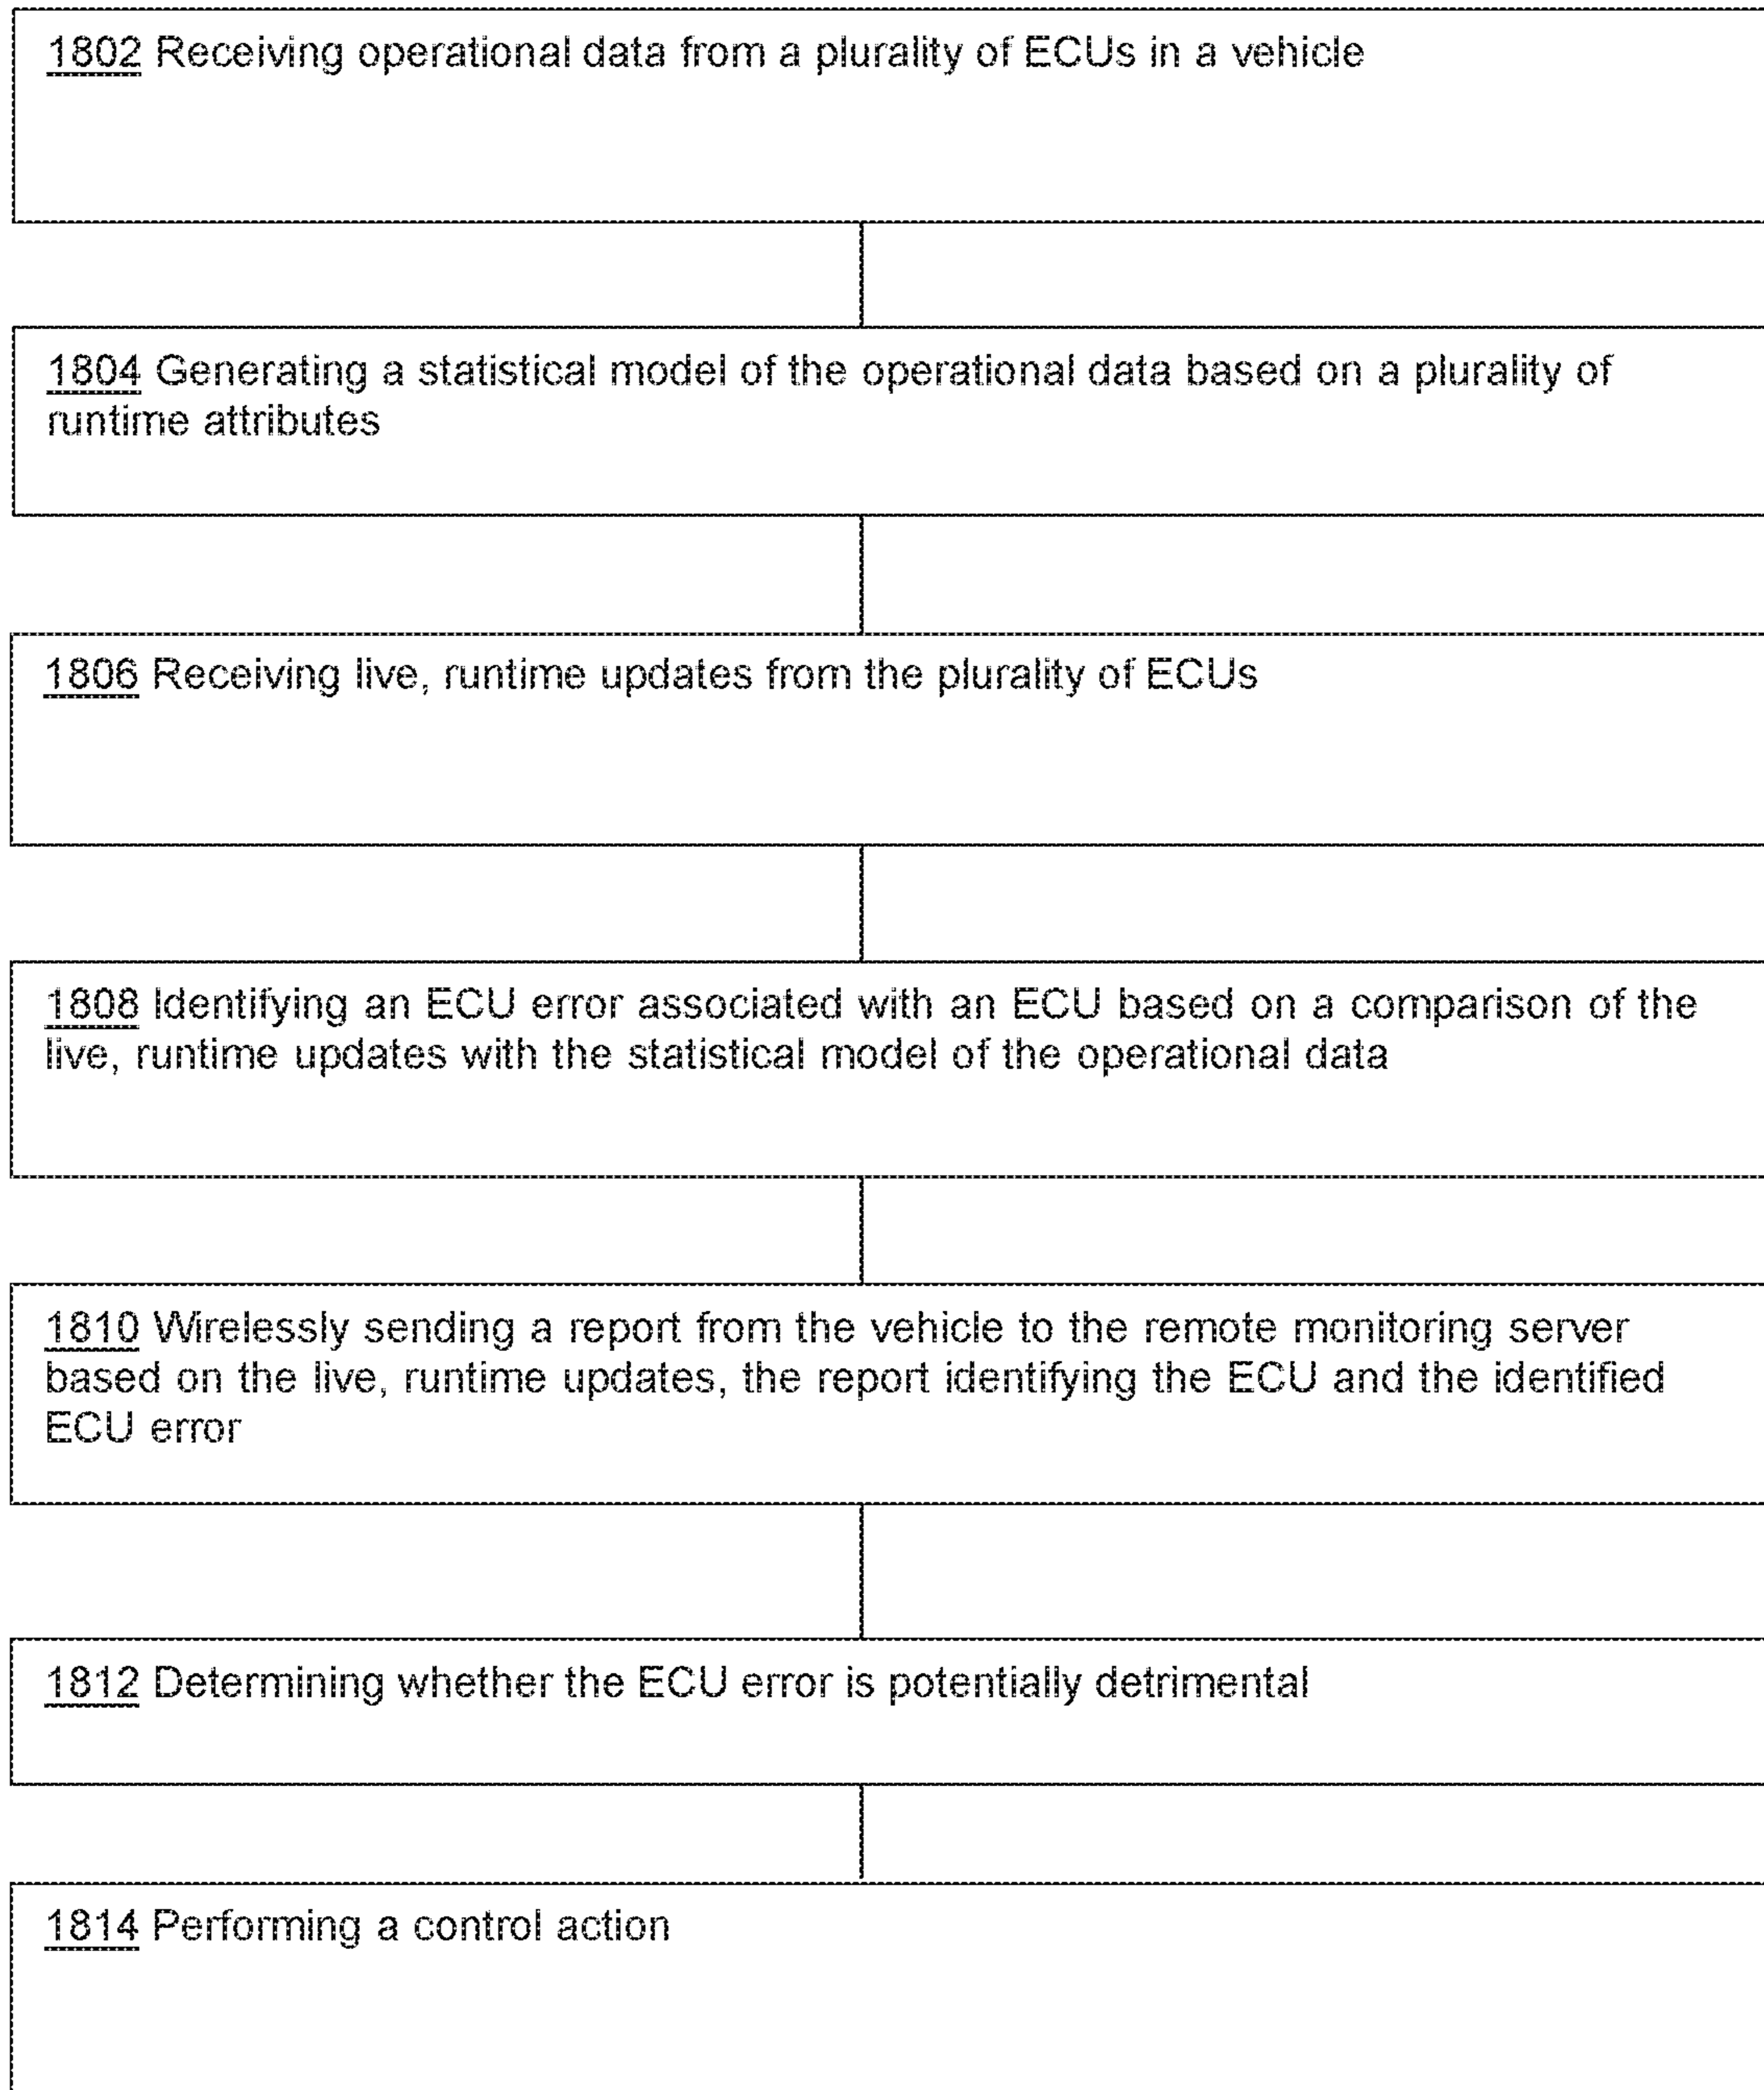 1802 Receiving operational data from a plurality of ECUs in a vehicle
1804 Generating a statistical model of the operational data based on a plurality of
runtime attributes
1806 Receiving live, runtime updates from the plurality of ECUs
1808 Identifying an ECU error associated with an ECU based on a comparison of the
live, runtime updates with the statistical model of the operational data
1810 Wirelessly sending a report from the vehicle to the remote monitoring server
based on the live, runtime updates, the report identifying the ECU and the identified
ECU error
1812 Determining whether the ECU error is potentially detrimental
1814 Performing a control action